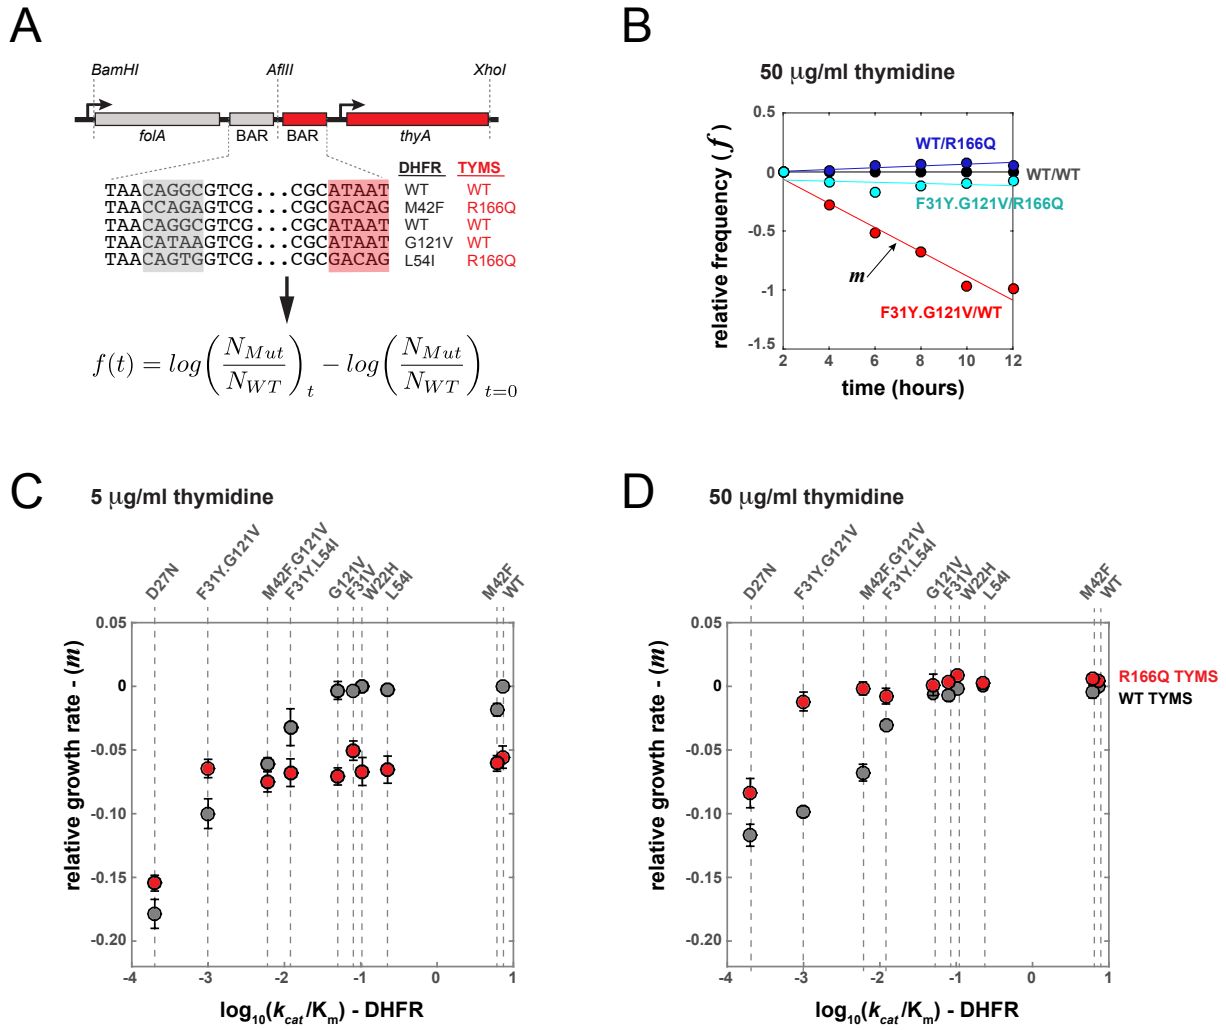 A
BamHI AflII XhoI
folA BAR BAR thyA
DHFR TYMS
TAACAGGCGTCG...CGCATAAT WT WT
TAACCAGAGTCG...CGCGACAG M42F R166Q
TAACAGGCGTCG...CGCATAAT WT WT
TAACATAAGTCG...CGCATAAT G121V WT
TAACAGTGGTCG...CGCGACAG L54I R166Q
f(t) = log(N_Mut/N_WT)_t − log(N_Mut/N_WT)_t=0
B
50 μg/ml thymidine
relative frequency (f)
0.5
0
-0.5
-1
-1.5
WT/R166Q
WT/WT
F31Y.G121V/R166Q
m
F31Y.G121V/WT
2 4 6 8 10 12
time (hours)
C
5 μg/ml thymidine
D27N
F31Y.G121V
M42F.G121V
F31Y.L54I
G121V
F31V
W22H
L54I
M42F
WT
relative growth rate - (m)
0.05
0
-0.05
-0.10
-0.15
-0.20
-4 -3 -2 -1 0 1
log10(kcat/Km) - DHFR
D
50 μg/ml thymidine
D27N
F31Y.G121V
M42F.G121V
F31Y.L54I
G121V
F31V
W22H
L54I
M42F
WT
relative growth rate - (m)
0.05
0
-0.05
-0.10
-0.15
-0.20
R166Q TYMS
WT TYMS
-4 -3 -2 -1 0 1
log10(kcat/Km) - DHFR